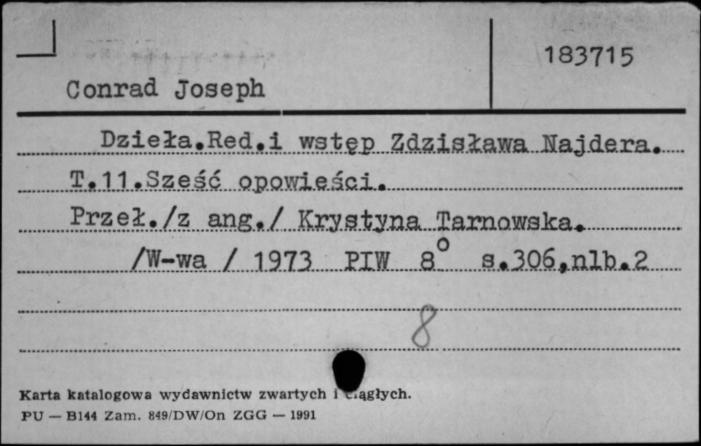 183715
Conrad Joseph
Dzieła.Red.i wstęp Zdzisława Najdera.
T.11.Sześć opowieści.
Przeł./z ang./ Krystyna Tarnowska.
/W-wa / 1973 PIW 8° s.306,nlb.2
8
Karta katalogowa wydawnictw zwartych i ciągłych.
PU — B144 Zam. 849/DW/On ZGG — 1991